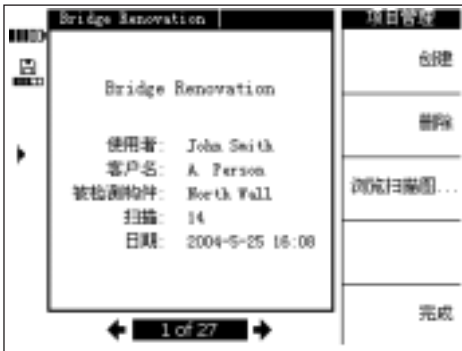 Bridge Renovation
Bridge Renovation
使用者: John Smith
客户名: A. Person
被检测物件: North Wall
扫描: 14
日期: 2004-5-25 16:08
1 of 27
项目管理
创建
删除
浏览扫描图...
完成